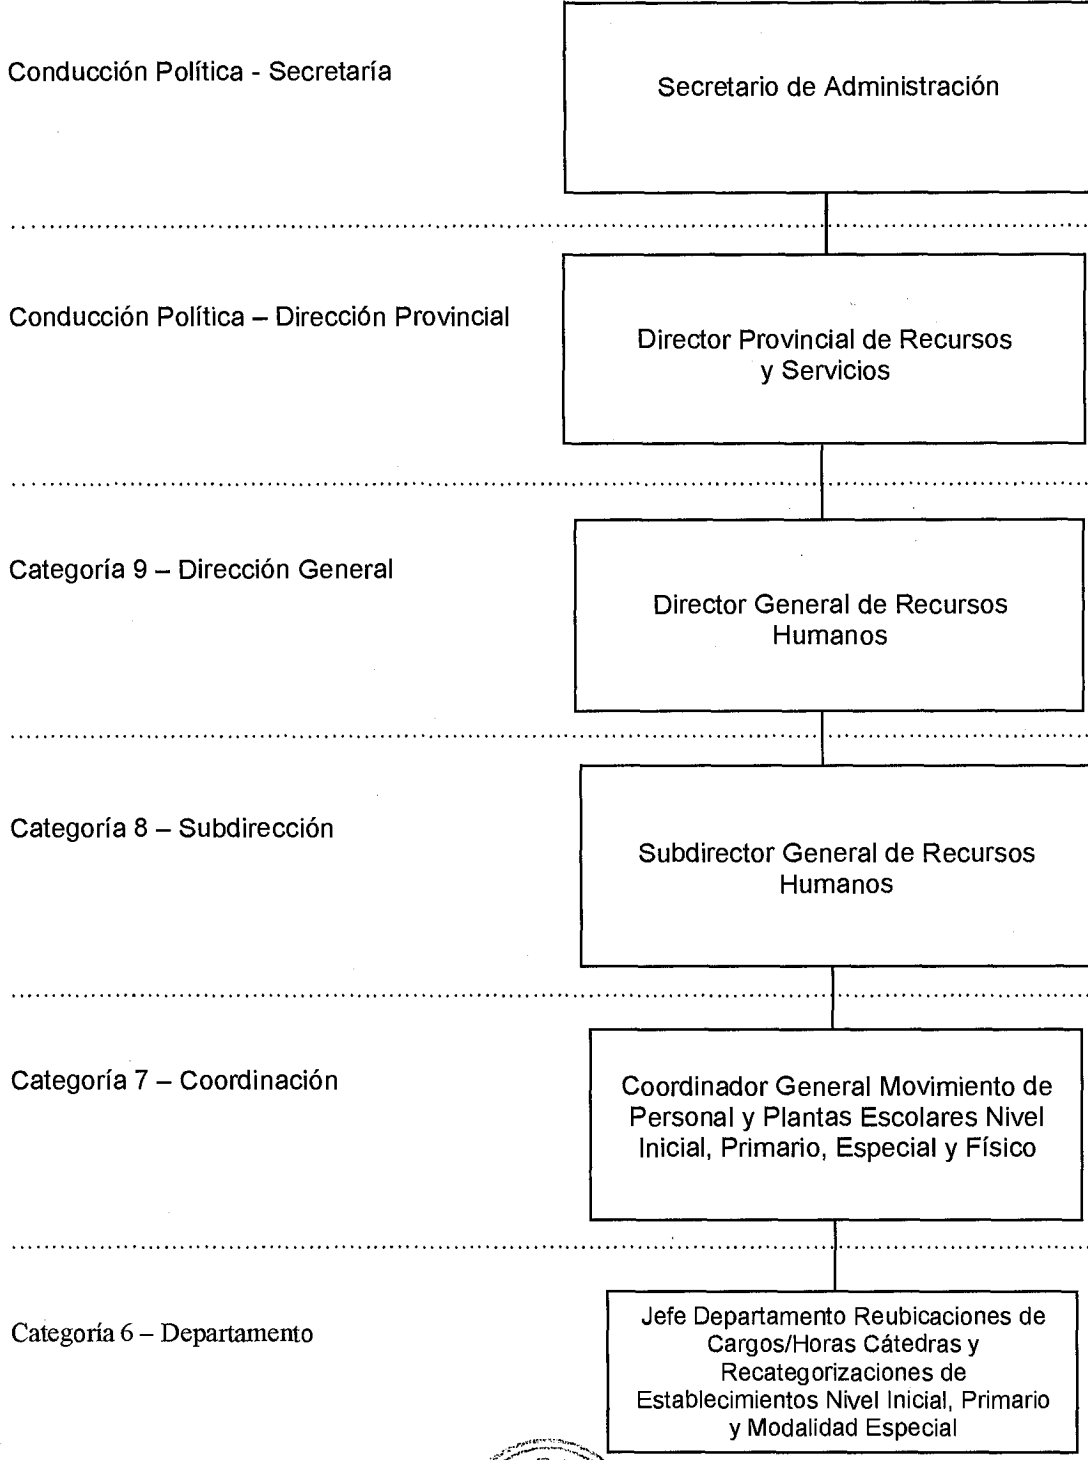 Conducción Política - Secretaría
Secretario de Administración
Conducción Política – Dirección Provincial
Director Provincial de Recursos
y Servicios
Categoría 9 – Dirección General
Director General de Recursos
Humanos
Categoría 8 – Subdirección
Subdirector General de Recursos
Humanos
Categoría 7 – Coordinación
Coordinador General Movimiento de
Personal y Plantas Escolares Nivel
Inicial, Primario, Especial y Físico
Categoría 6 – Departamento
Jefe Departamento Reubicaciones de
Cargos/Horas Cátedras y
Recategorizaciones de
Establecimientos Nivel Inicial, Primario
y Modalidad Especial